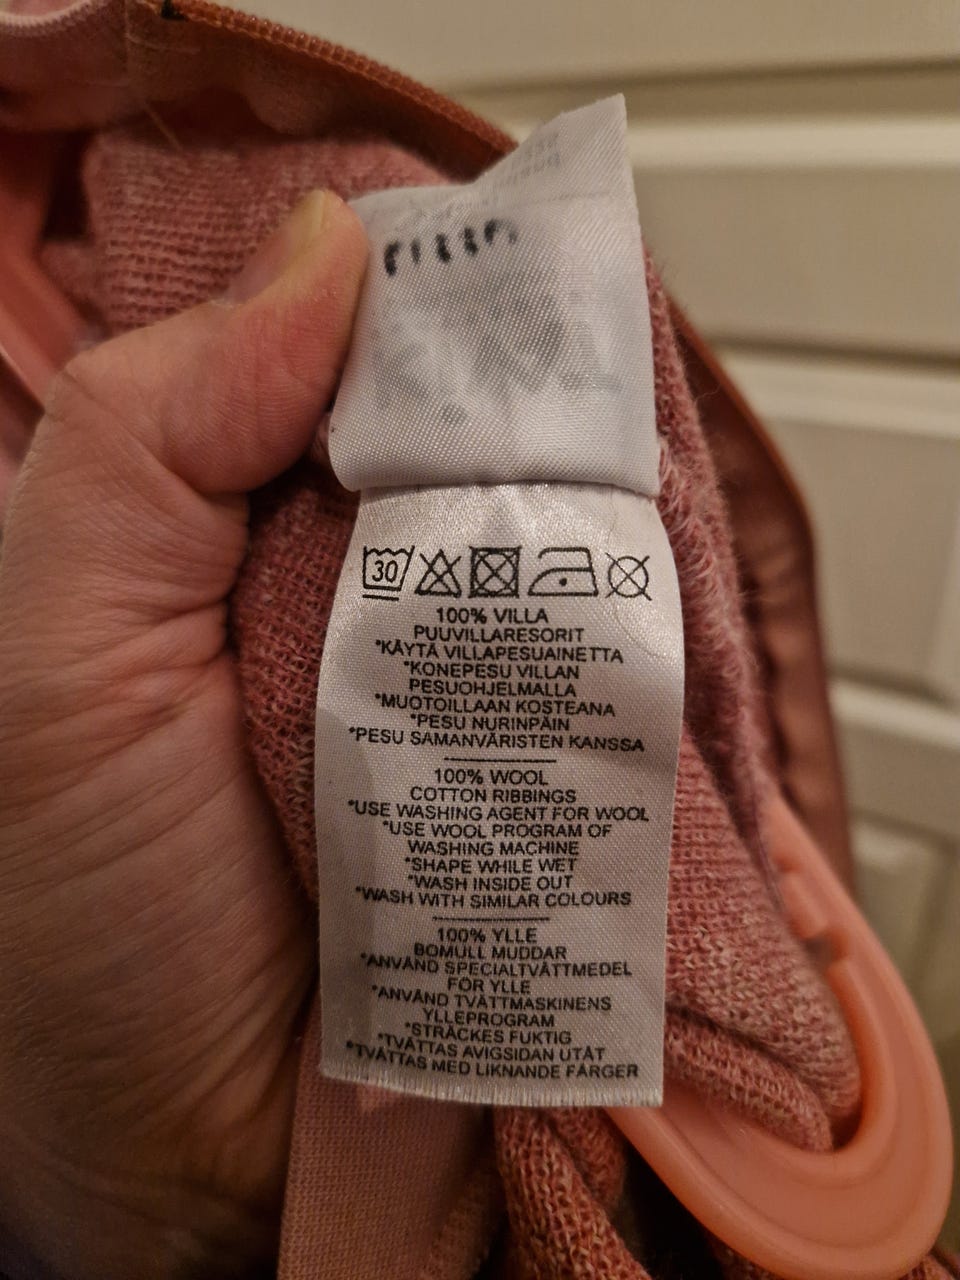 30
100% VILLA
PUUVILLARESORIT
*KÄYTÄ VILLAPESUAINETTA
*KONEPESU VILLAN
PESUOHJELMALLA
*MUOTOILLAAN KOSTEANA
*PESU NURINPÄIN
*PESU SAMANVÄRISTEN KANSSA
100% WOOL
COTTON RIBBINGS
*USE WASHING AGENT FOR WOOL
*USE WOOL PROGRAM OF
WASHING MACHINE
*SHAPE WHILE WET
*WASH INSIDE OUT
*WASH WITH SIMILAR COLOURS
100% YLLE
BOMULL MUDDAR
*ANVÄND SPECIALTVÄTTMEDEL
FÖR YLLE
*ANVÄND TVÄTTMASKINENS
YLLEPROGRAM
*STRÄCKES FUKTIG
*TVÄTTAS AVIGSIDAN UTÅT
*TVÄTTAS MED LIKNANDE FÄRGER